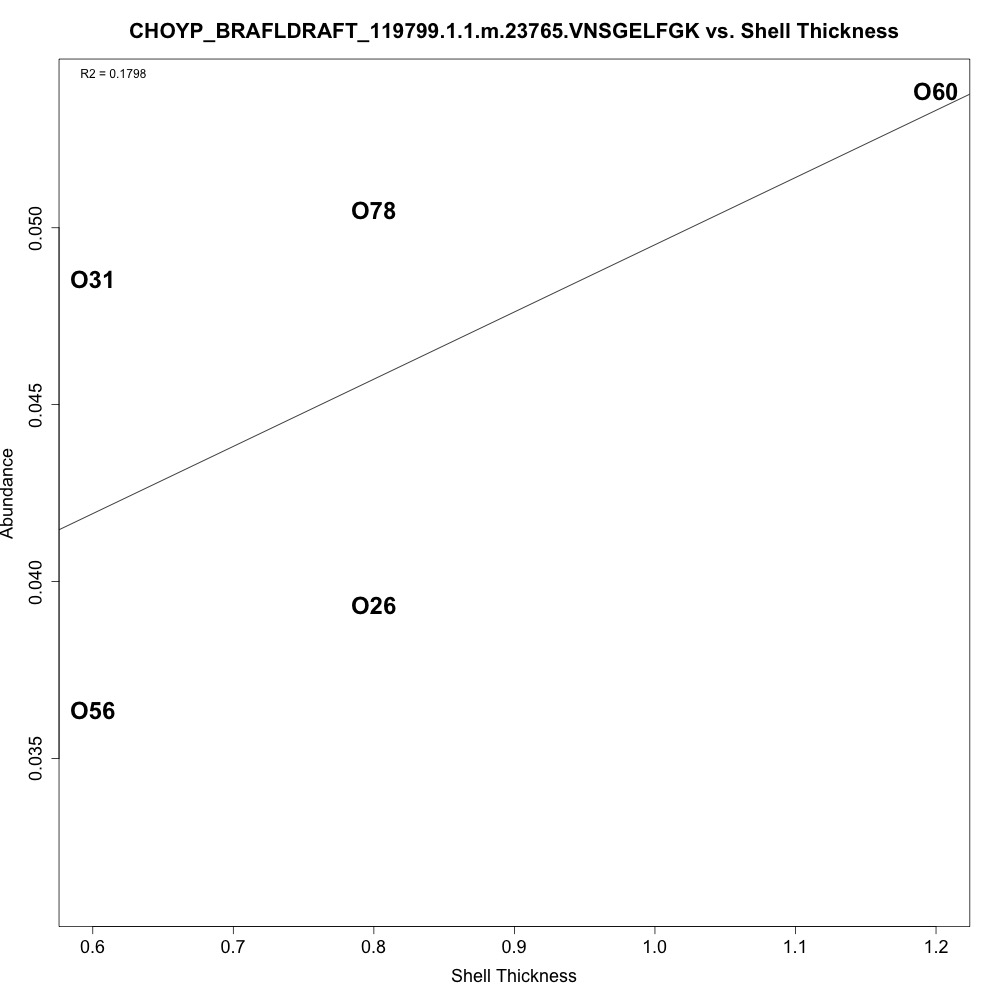 CHOYP_BRAFLDRAFT_119799.1.1.m.23765.VNSGELFGK vs. Shell Thickness
R2 = 0.1798
O60
O78
O31
O26
O56
0.050
0.045
0.040
0.035
Abundance
0.6 0.7 0.8 0.9 1.0 1.1 1.2
Shell Thickness